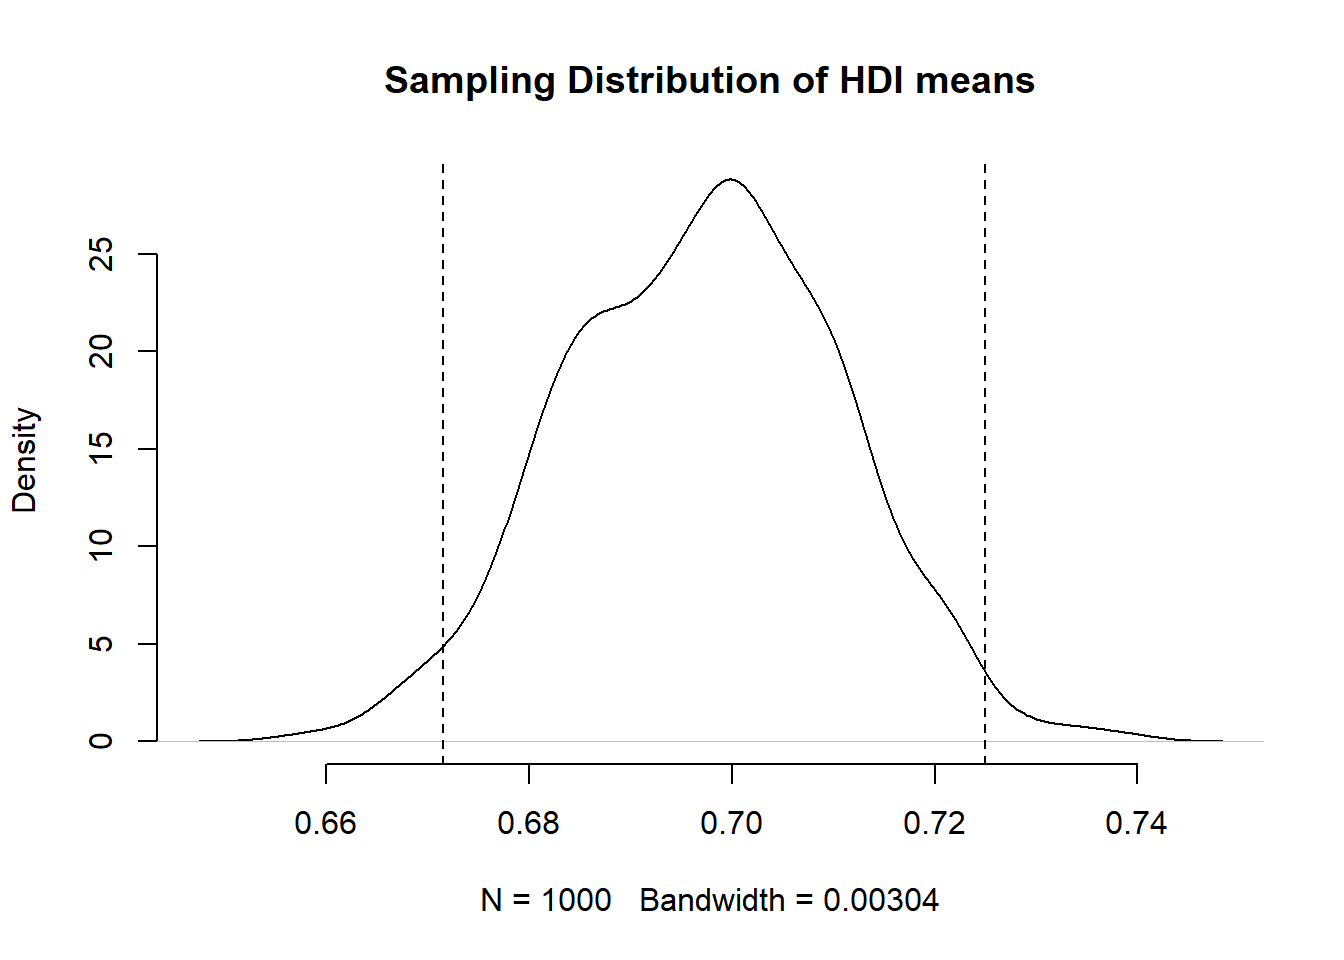 Sampling Distribution of HDI means
Density
25
20
15
10
5
0
0.66 0.68 0.70 0.72 0.74
N = 1000 Bandwidth = 0.00304